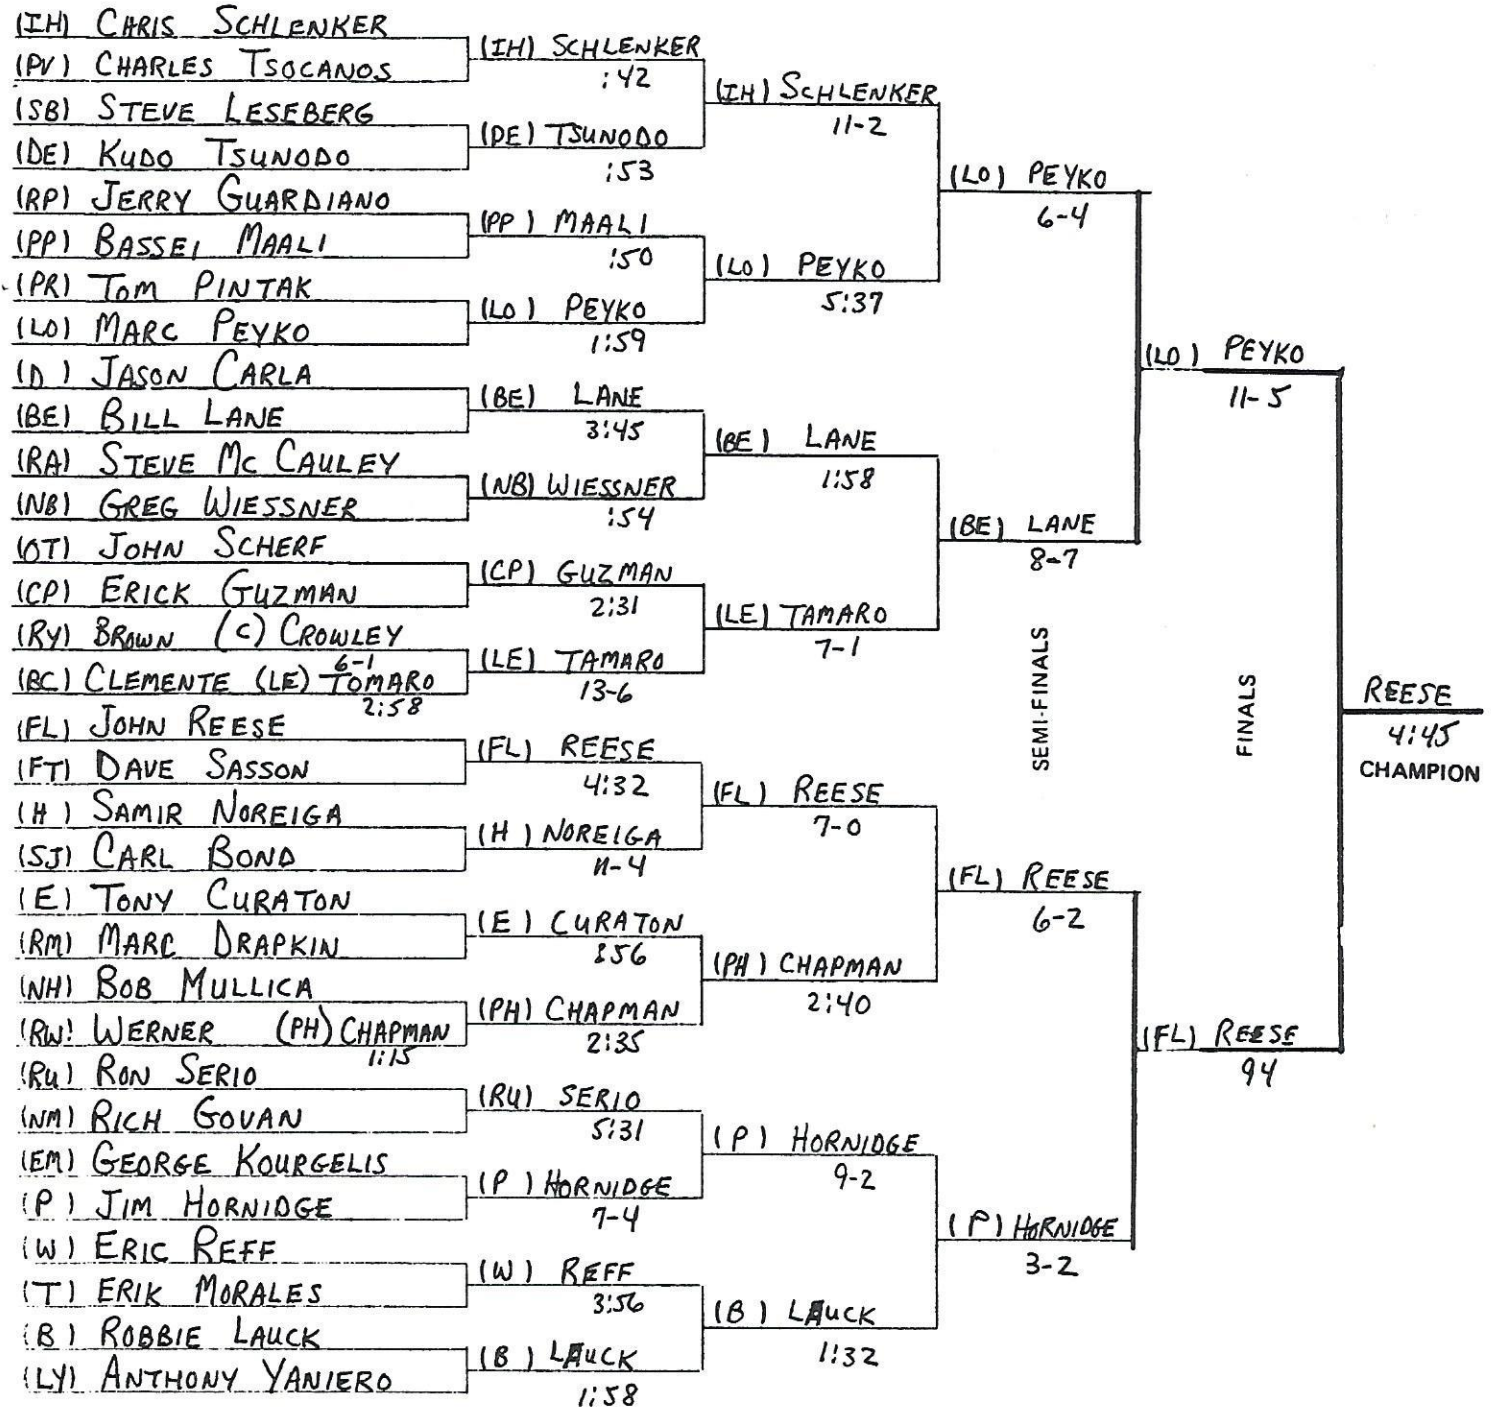 (IH) CHRIS SCHLENKER
(PV) CHARLES TSOCANOS
(SB) STEVE LESEBERG
(DE) KUDO TSUNODO
(RP) JERRY GUARDIANO
(PP) BASSEI MAALI
(PR) TOM PINTAK
(LO) MARC PEYKO
(D ) JASON CARLA
(BE) BILL LANE
(RA) STEVE MC CAULEY
(NB) GREG WIESSNER
(OT) JOHN SCHERF
(CP) ERICK GUZMAN
(RY) BROWN (C) CROWLEY
6-1
(BC) CLEMENTE (LE) TOMARO
2:58
(FL) JOHN REESE
(FT) DAVE SASSON
(H ) SAMIR NOREIGA
(SJ) CARL BOND
(E) TONY CURATON
(RM) MARC DRAPKIN
(NH) BOB MULLICA
(RW) WERNER (PH) CHAPMAN
1:15
(RU) RON SERIO
(NM) RICH GOVAN
(EM) GEORGE KOURGELIS
(P ) JIM HORNIDGE
(W) ERIC REFF
(T) ERIK MORALES
(B ) ROBBIE LAUCK
(LY) ANTHONY YANIERO
(IH) SCHLENKER
:42
(DE) TSUNODO
:53
(PP ) MAALI
:50
(LO ) PEYKO
1:59
(BE) LANE
3:45
(NB) WIESSNER
:54
(CP) GUZMAN
2:31
(LE) TAMARO
13-6
(FL) REESE
4:32
(H ) NOREIGA
11-4
(E ) CURATON
:56
(PH) CHAPMAN
2:35
(RU) SERIO
5:31
(P ) HORNIDGE
7-4
(W) REFF
3:56
(B ) LAUCK
1:58
(IH) SCHLENKER
11-2
(LO) PEYKO
5:37
(BE ) LANE
1:58
(LE) TAMARO
7-1
(FL) REESE
7-0
(PH ) CHAPMAN
2:40
(P ) HORNIDGE
9-2
(B ) LAUCK
1:32
(LO) PEYKO
6-4
(BE) LANE
8-7
(FL) REESE
6-2
(P) HORNIDGE
3-2
SEMI-FINALS
(LO) PEYKO
11-5
(FL) REESE
94
FINALS
REESE
4:45
CHAMPION